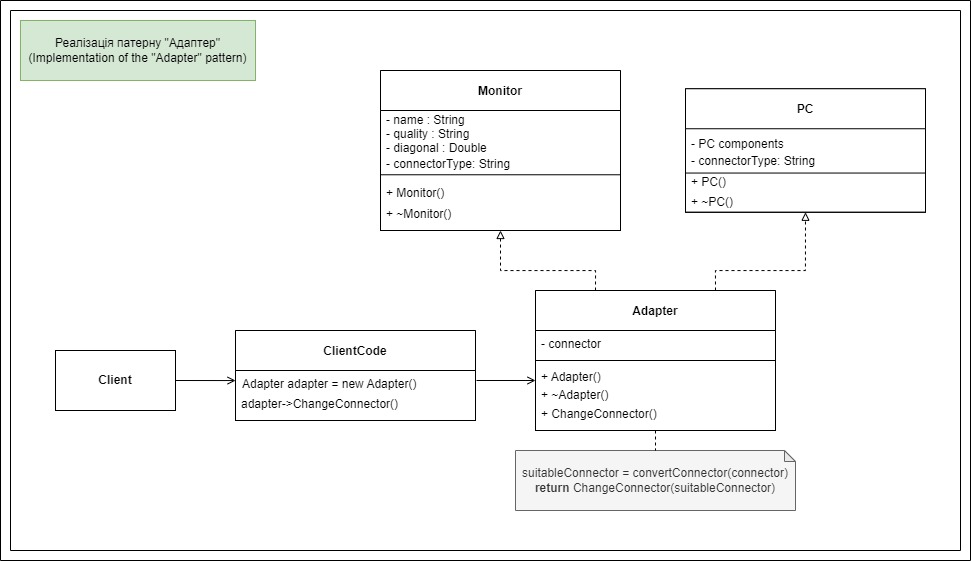 Реалізація патерну "Адаптер"
(Implementation of the "Adapter" pattern)
Monitor
- name : String
- quality : String
- diagonal : Double
- connectorType: String
+ Monitor()
+ ~Monitor()
PC
- PC components
- connectorType: String
+ PC()
+ ~PC()
Client
ClientCode
Adapter adapter = new Adapter()
adapter->ChangeConnector()
Adapter
- connector
+ Adapter()
+ ~Adapter()
+ ChangeConnector()
suitableConnector = convertConnector(connector)
return ChangeConnector(suitableConnector)